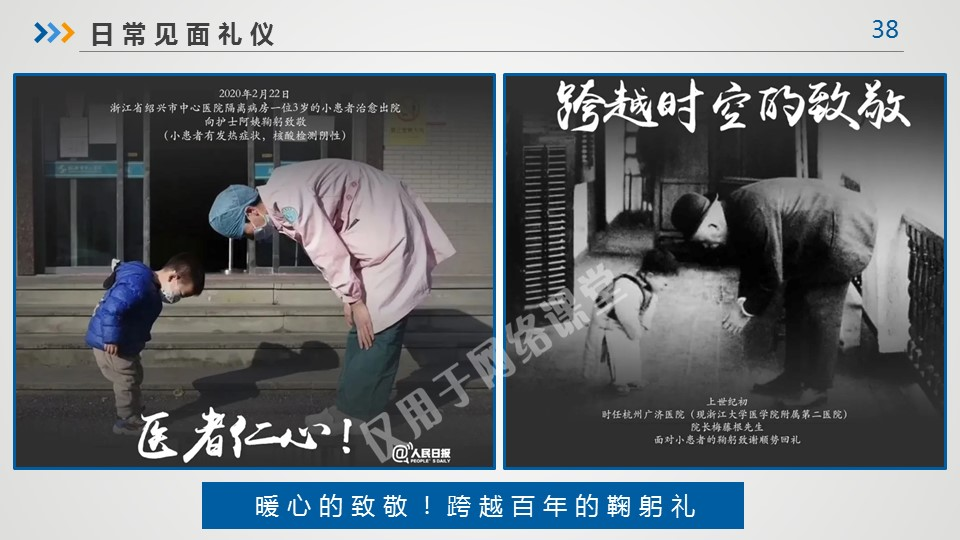 日常见面礼仪
38
2020年2月22日
浙江省绍兴市中心医院隔离病房一位3岁的小患者治愈出院
向护士阿姨鞠躬致敬
(小患者有发热症状，核酸检测阴性)
医者仁心！
@人民日报
PEOPLE'S DAILY
跨越时空的致敬
上世纪初
时任杭州广济医院（现浙江大学医学院附属第二医院）
院长梅藤根先生
面对小患者的鞠躬致谢顺势回礼
仅用于网络课堂
暖心的致敬！跨越百年的鞠躬礼